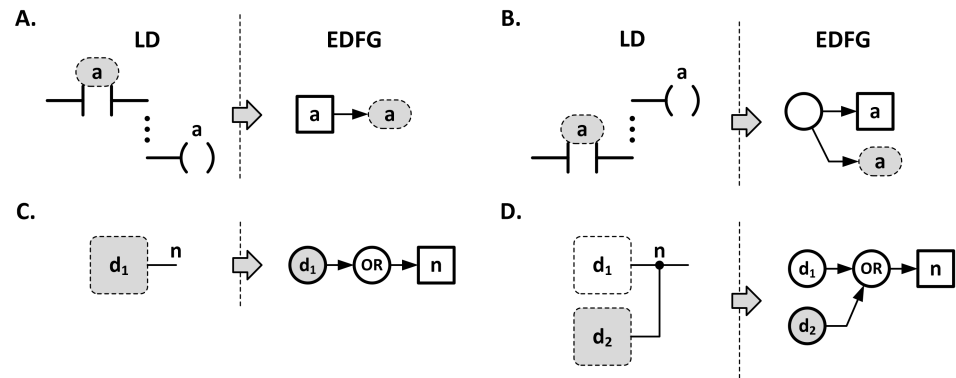 A.
LD
EDFG
a
a
a
a
B.
LD
EDFG
a
a
a
a
C.
d₁
n
d₁
OR
n
D.
d₁
n
d₂
d₁
OR
n
d₂